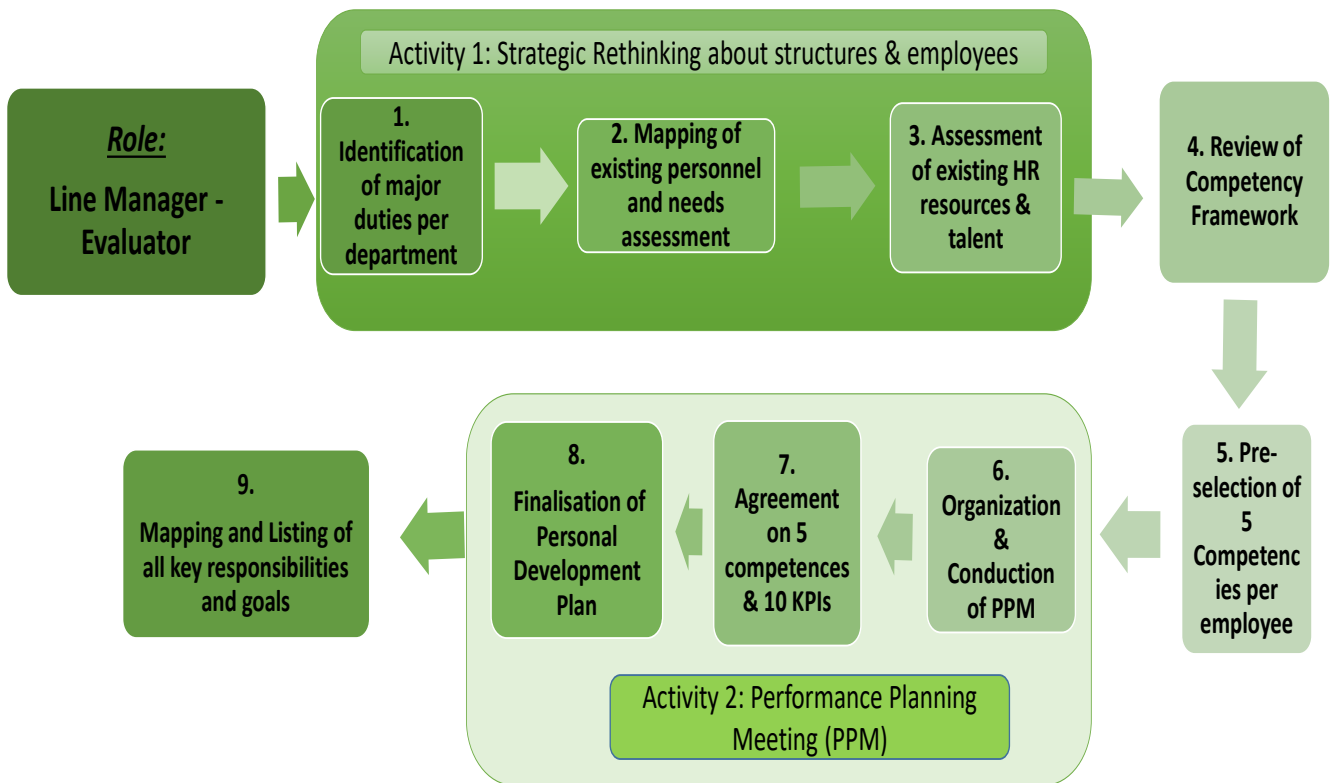 Activity 1: Strategic Rethinking about structures & employees
Role:
Line Manager -
Evaluator
1.
Identification
of major
duties per
department
2. Mapping of
existing personnel
and needs
assessment
3. Assessment
of existing HR
resources &
talent
4. Review of
Competency
Framework
5. Pre-
selection of
5
Competenc
ies per
employee
6.
Organization
&
Conduction
of PPM
7.
Agreement
on 5
competences
& 10 KPIs
8.
Finalisation of
Personal
Development
Plan
9.
Mapping and Listing of
all key responsibilities
and goals
Activity 2: Performance Planning
Meeting (PPM)